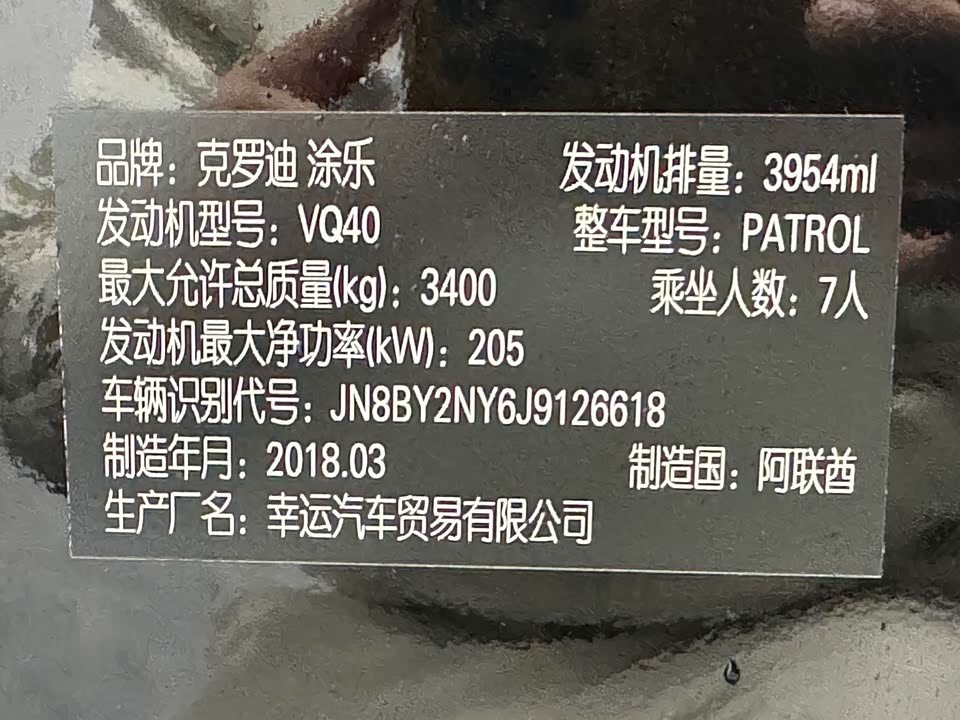 品牌：克罗迪 涂乐 发动机排量：3954ml
发动机型号：VQ40 整车型号：PATROL
最大允许总质量(kg)：3400 乘坐人数：7人
发动机最大净功率(kW)：205
车辆识别代号：JN8BY2NY6J9126618
制造年月：2018.03 制造国：阿联酋
生产厂名：幸运汽车贸易有限公司